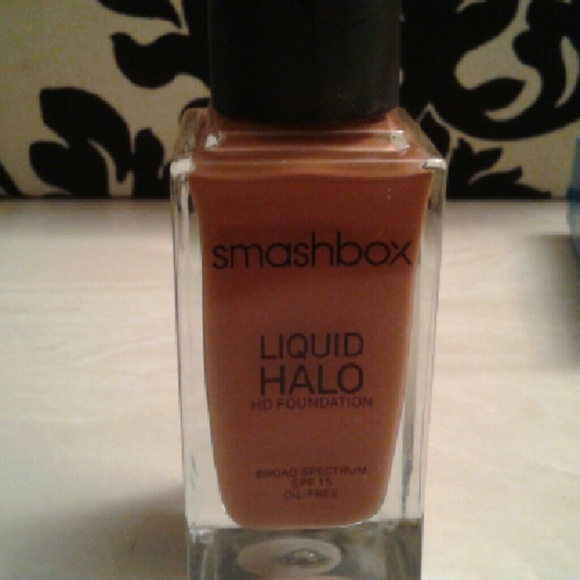 smashbox
LIQUID
HALO
HD FOUNDATION
BROAD SPECTRUM
SPF 15
OIL-FREE